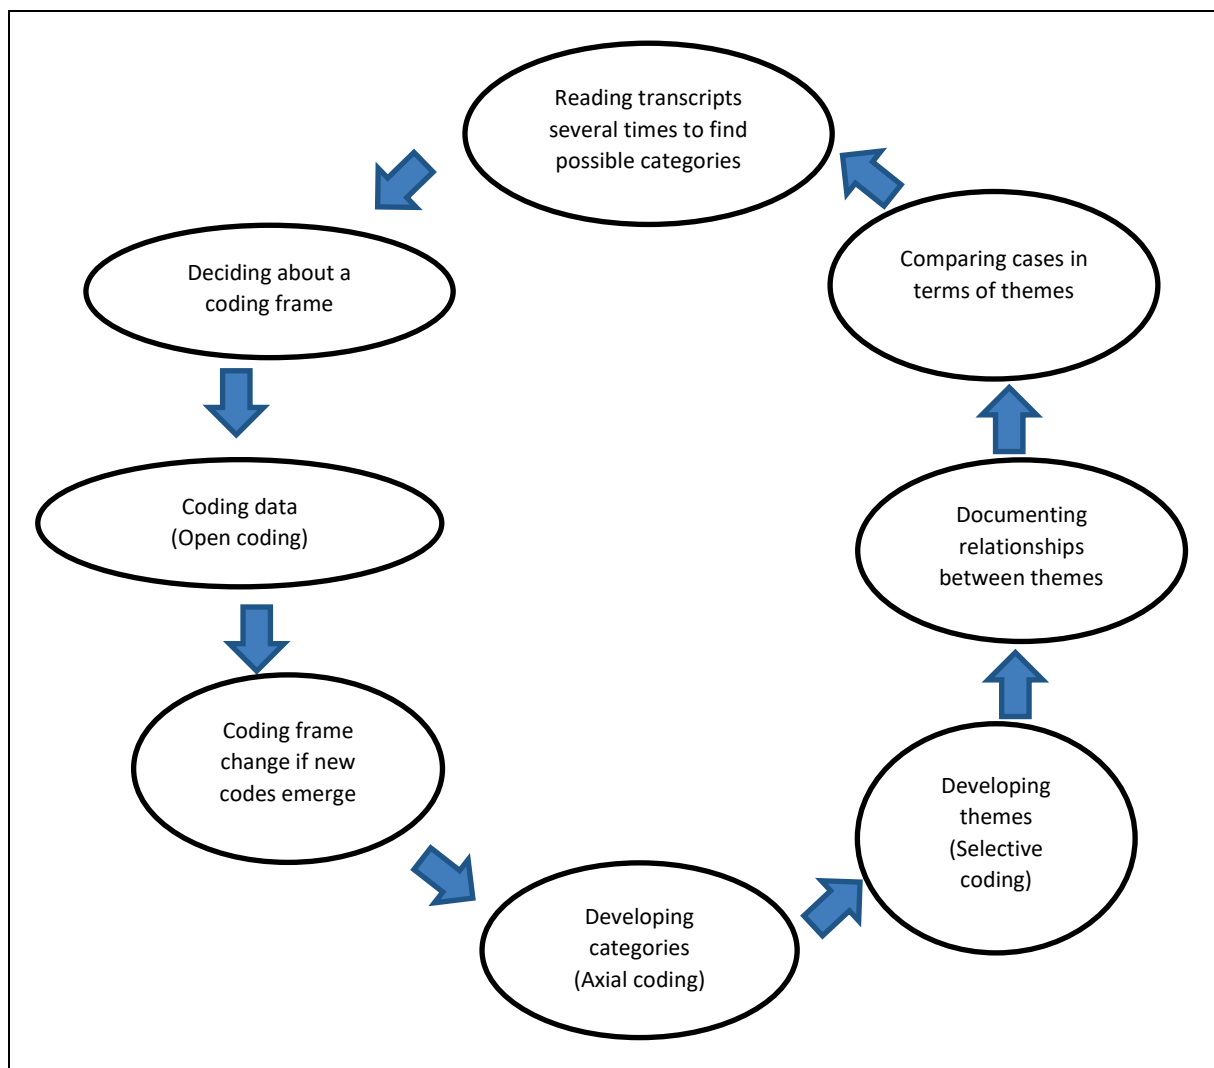 Reading transcripts
several times to find
possible categories
Deciding about a
coding frame
Coding data
(Open coding)
Coding frame
change if new
codes emerge
Developing
categories
(Axial coding)
Developing
themes
(Selective
coding)
Documenting
relationships
between themes
Comparing cases in
terms of themes